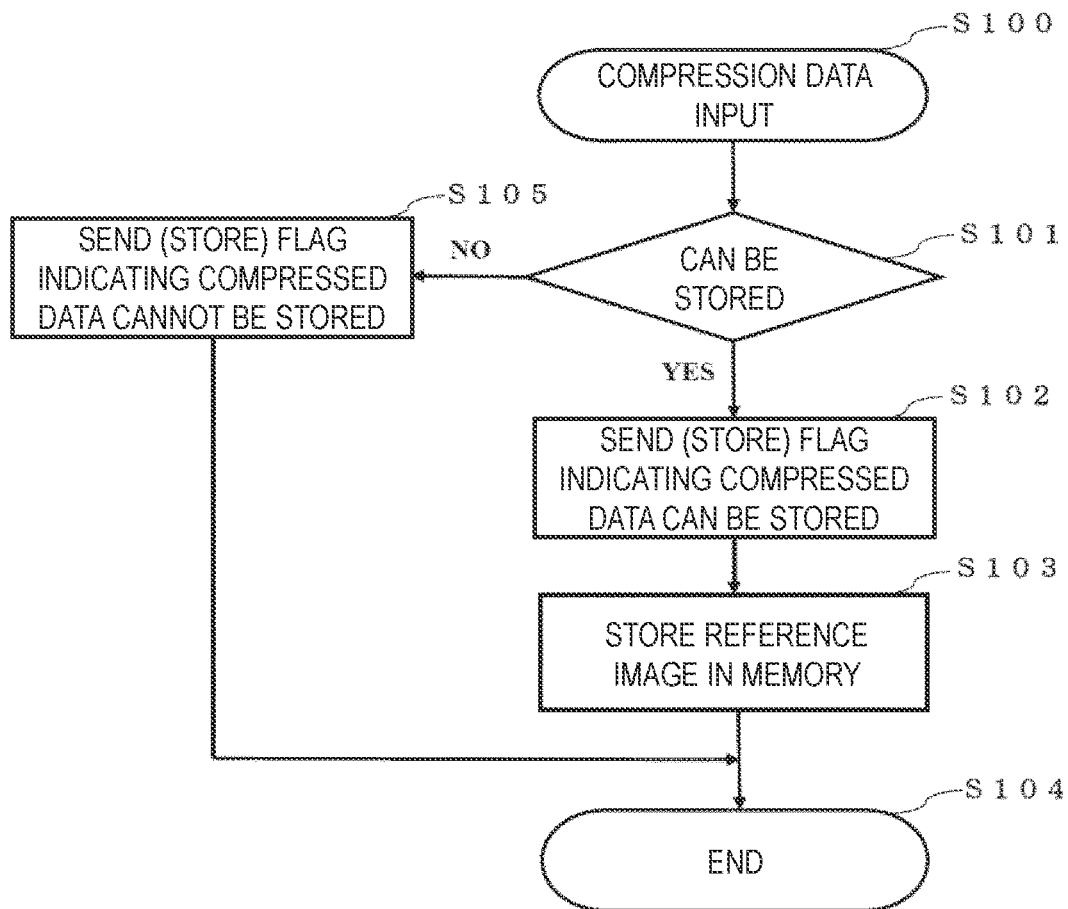 S100
COMPRESSION DATA
INPUT
S105
SEND (STORE) FLAG
INDICATING COMPRESSED
DATA CANNOT BE STORED
NO
S101
CAN BE
STORED
YES
S102
SEND (STORE) FLAG
INDICATING COMPRESSED
DATA CAN BE STORED
S103
STORE REFERENCE
IMAGE IN MEMORY
S104
END